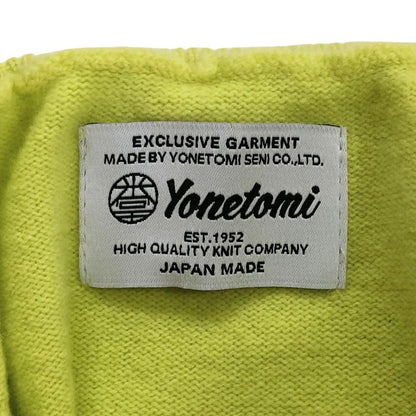 EXCLUSIVE GARMENT
MADE BY YONETOMI SENI CO.,LTD.
Yonetomi
EST.1952
HIGH QUALITY KNIT COMPANY
JAPAN MADE